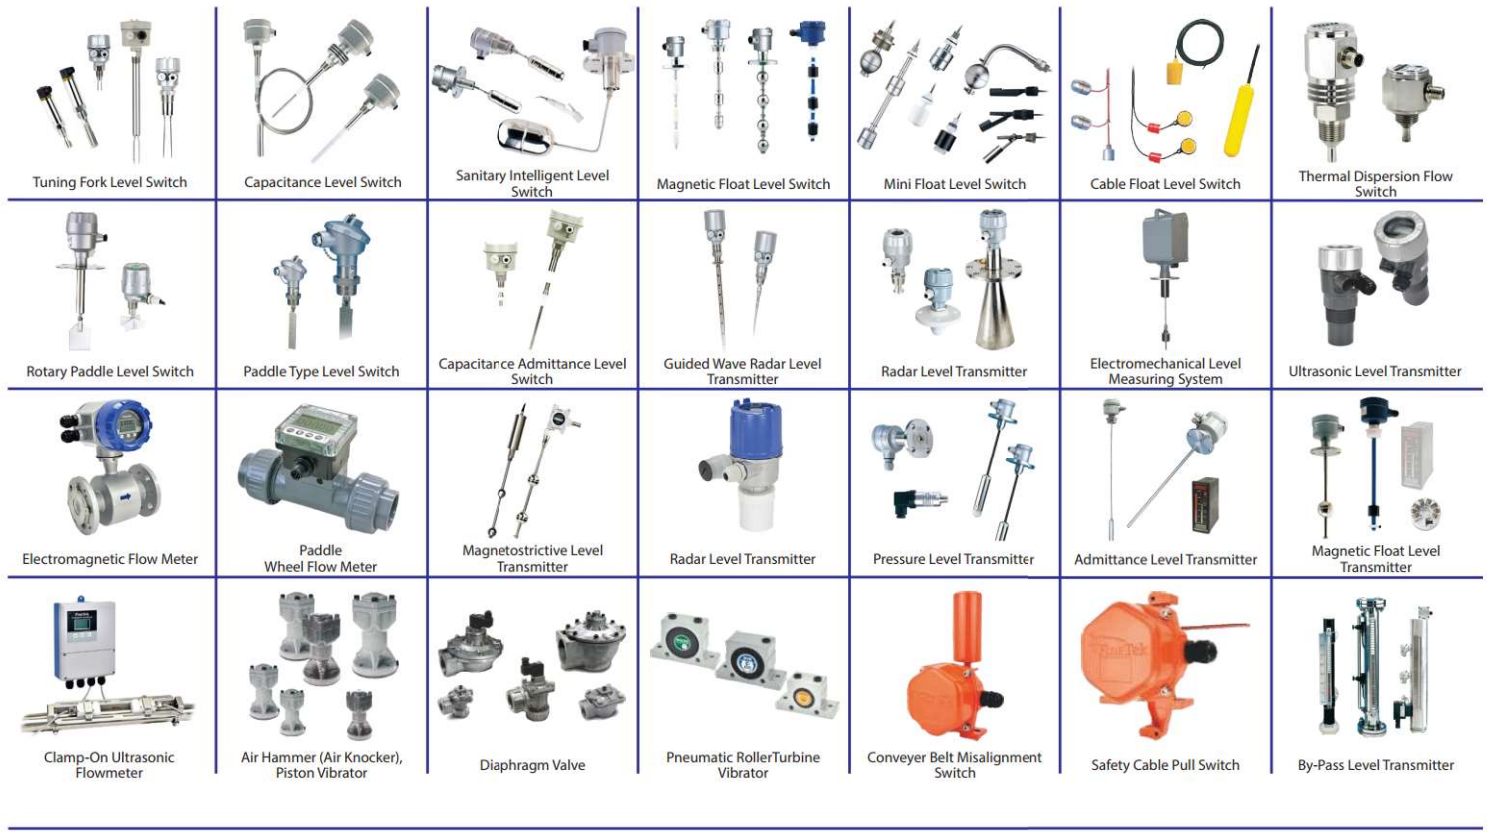 Tuning Fork Level Switch
Capacitance Level Switch
Sanitary Intelligent Level
Switch
Magnetic Float Level Switch
Mini Float Level Switch
Cable Float Level Switch
Thermal Dispersion Flow
Switch
Rotary Paddle Level Switch
Paddle Type Level Switch
Capacitance Admittance Level
Switch
Guided Wave Radar Level
Transmitter
Radar Level Transmitter
Electromechanical Level
Measuring System
Ultrasonic Level Transmitter
Electromagnetic Flow Meter
Paddle
Wheel Flow Meter
Magnetostrictive Level
Transmitter
Radar Level Transmitter
Pressure Level Transmitter
Admittance Level Transmitter
Magnetic Float Level
Transmitter
FineTek
Clamp-On Ultrasonic
Flowmeter
Air Hammer (Air Knocker),
Piston Vibrator
Diaphragm Valve
Pneumatic RollerTurbine
Vibrator
Conveyer Belt Misalignment
Switch
Safety Cable Pull Switch
By-Pass Level Transmitter